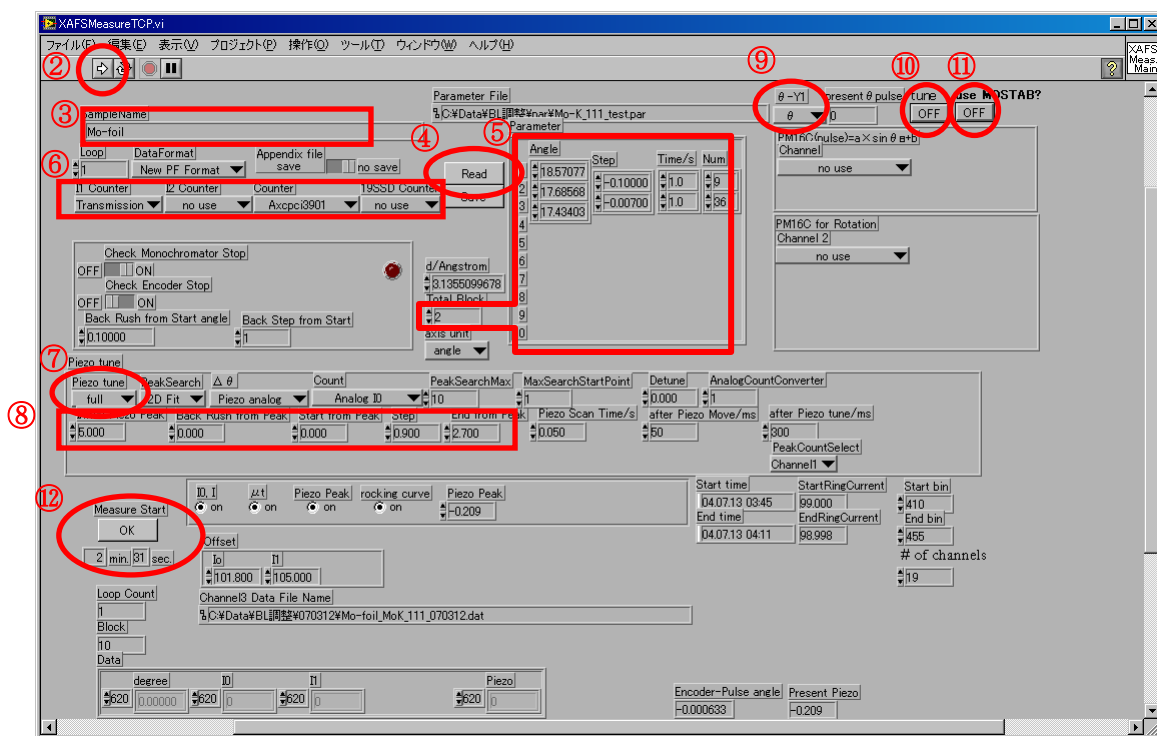 XAFSMeasureTCP.vi
ファイル(F) 編集(E) 表示(V) プロジェクト(P) 操作(O) ツール(T) ウィンドウ(W) ヘルプ(H)
XAFS
Meas.
Main
②
⑨ ⑩ ⑪
?
θ-Y1 present θ pulse tune use MOSTAB?
θ 0 OFF OFF
Parameter File
C:¥Data¥BL調整¥par¥Mo-K_111_test.par
③ SampleName
Mo-foil
④ ⑤ Parameter
PM16C(pulse)=a×sinθB+b
Channel
no use
⑥ Loop DataFormat Appendix file
1 New PF Format save no save
Read
Save
I1 Counter I2 Counter Counter 19SSD Counter
Transmission no use Axcpci3901 no use
Angle Step Time/s Num
18.57077 -0.10000 1.0 9
2 17.68568 -0.00700 1.0 36
3 17.43403
4
5
6
7
8
9
0
PM16C for Rotation
Channel 2
no use
Check Monochromator Stop
OFF ON
Check Encoder Stop
OFF ON
Back Rush from Start angle Back Step from Start
0.10000 1
d/Angstrom
3.1355099678
Total Block
2
axis unit
angle
⑦ Piezo tune
Piezo tune PeakSearch Δθ Count PeakSearchMax MaxSearchStartPoint Detune AnalogCountConverter
full 2D Fit Piezo analog Analog I0 10 1 0.000 1
⑧ Piezo Peak Back Rush from Peak Start from Peak Step End from Peak Piezo Scan Time/s after Piezo Move/ms after Piezo tune/ms
5.000 0.000 0.000 0.900 2.700 0.050 50 300
PeakCountSelect
Channel1
⑫ Measure Start
OK
2 min. 31 sec.
I0, I μt Piezo Peak rocking curve Piezo Peak
on on on on -0.209
Start time StartRingCurrent Start bin
04.07.13 03:45 99.000 410
End time EndRingCurrent End bin
04.07.13 04:11 98.998 455
# of channels
19
Offset
Io I1
101.800 105.000
Loop Count
1
Channel3 Data File Name
C:¥Data¥BL調整¥070312¥Mo-foil_MoK_111_070312.dat
Block
10
Data
degree I0 I1 Piezo
620 0.00000 620 0 620 0 620 0
Encoder-Pulse angle Present Piezo
-0.000633 -0.209